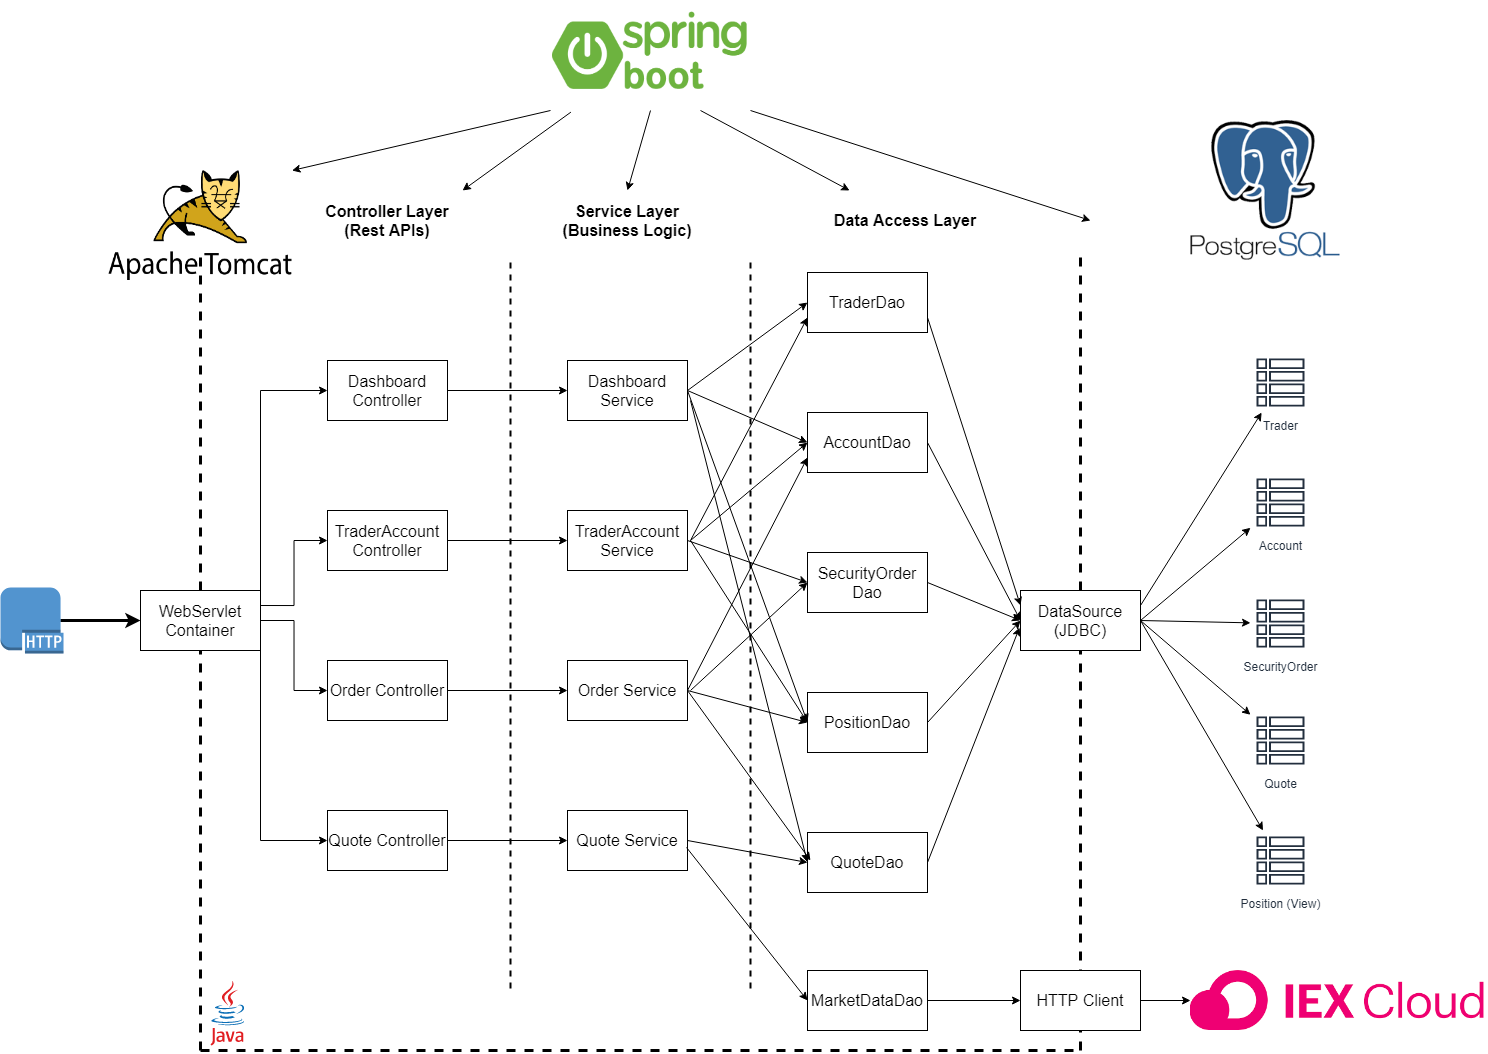 spring
boot
Apache Tomcat
Controller Layer
(Rest APIs)
Service Layer
(Business Logic)
Data Access Layer
PostgreSQL
TraderDao
Dashboard
Controller
Dashboard
Service
AccountDao
Trader
TraderAccount
Controller
TraderAccount
Service
SecurityOrder
Dao
Account
HTTP
WebServlet
Container
DataSource
(JDBC)
SecurityOrder
Order Controller
Order Service
PositionDao
Quote
Quote Controller
Quote Service
QuoteDao
Position (View)
Java
MarketDataDao
HTTP Client
IEX Cloud